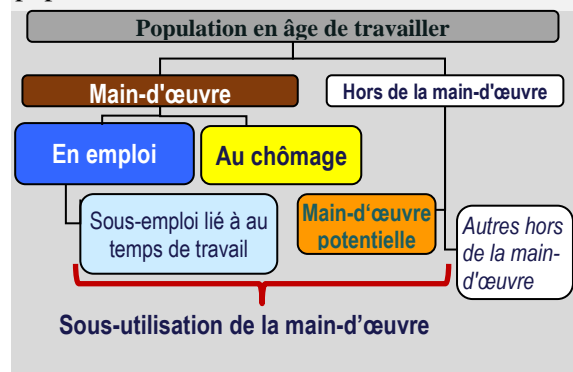 Population en âge de travailler
Main-d'œuvre
Hors de la main-d'œuvre
En emploi
Au chômage
Sous-emploi lié à au
temps de travail
Main-d‘œuvre
potentielle
Autres hors
de la main-
d'œuvre
Sous-utilisation de la main-d’œuvre